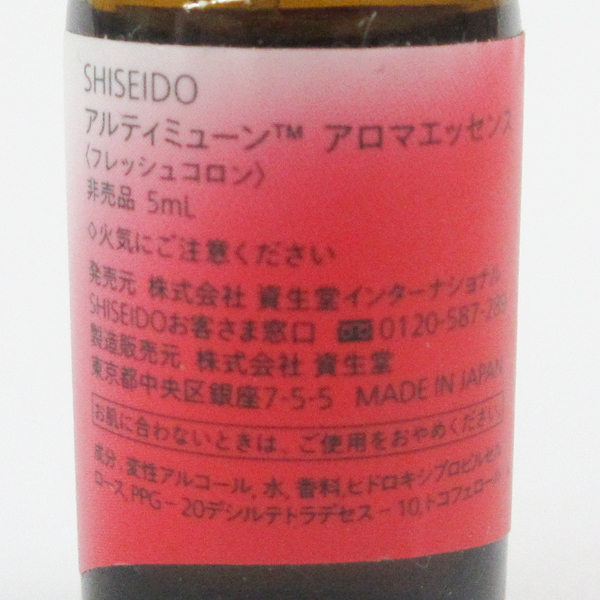 SHISEIDO
アルティミューン™ アロマエッセンス
〈フレッシュコロン〉
非売品 5mL
◇火気にご注意ください
発売元 株式会社 資生堂インターナショナル
SHISEIDOお客さま窓口 0120-587-289
製造販売元 株式会社 資生堂
東京都中央区銀座7-5-5 MADE IN JAPAN
お肌に合わないときは、ご使用をおやめください。
成分:変性アルコール,水,香料,ヒドロキシプロピルセル
ロース,PPG-20デシルテトラデセス-10,トコフェロール